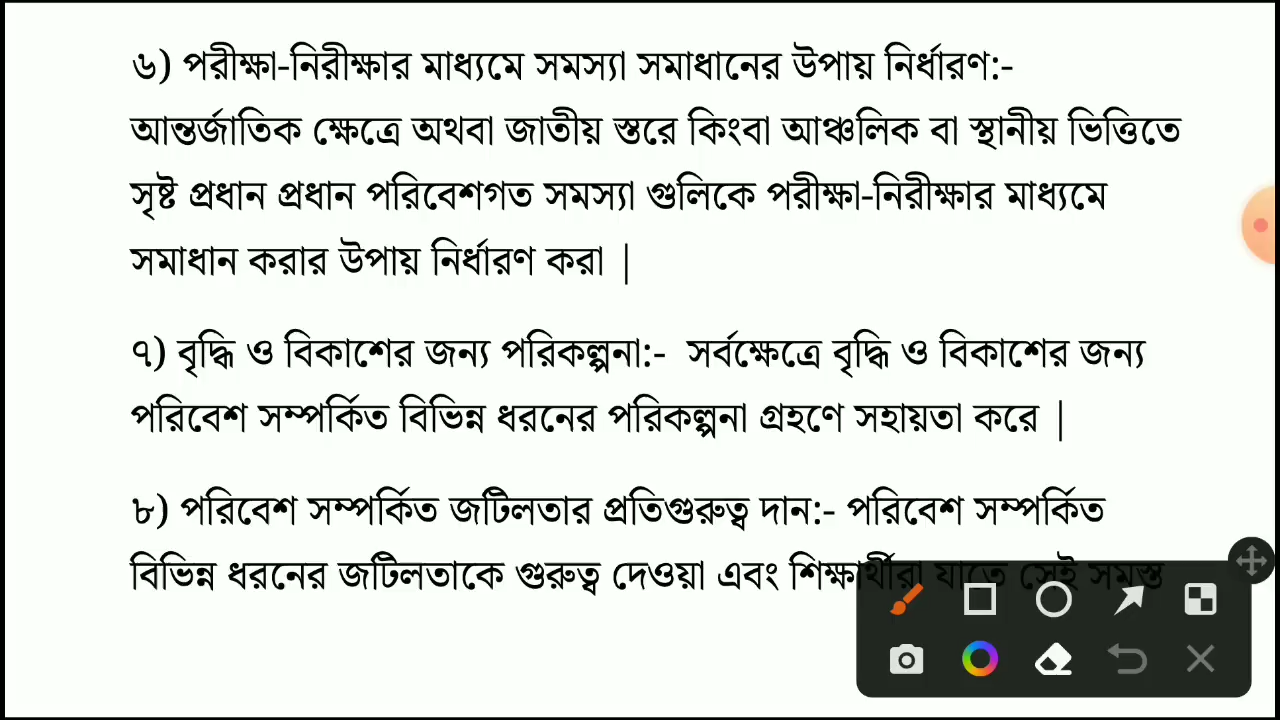 ৬) পরীক্ষা-নিরীক্ষার মাধ্যমে সমস্যা সমাধানের উপায় নির্ধারণ:-
আন্তর্জাতিক ক্ষেত্রে অথবা জাতীয় স্তরে কিংবা আঞ্চলিক বা স্থানীয় ভিত্তিতে
সৃষ্ট প্রধান প্রধান পরিবেশগত সমস্যা গুলিকে পরীক্ষা-নিরীক্ষার মাধ্যমে
সমাধান করার উপায় নির্ধারণ করা |
৭) বৃদ্ধি ও বিকাশের জন্য পরিকল্পনা:- সর্বক্ষেত্রে বৃদ্ধি ও বিকাশের জন্য
পরিবেশ সম্পর্কিত বিভিন্ন ধরনের পরিকল্পনা গ্রহণে সহায়তা করে |
৮) পরিবেশ সম্পর্কিত জটিলতার প্রতিগুরুত্ব দান:- পরিবেশ সম্পর্কিত
বিভিন্ন ধরনের জটিলতাকে গুরুত্ব দেওয়া এবং শিক্ষার্থীরা যাতে সেই সমস্ত